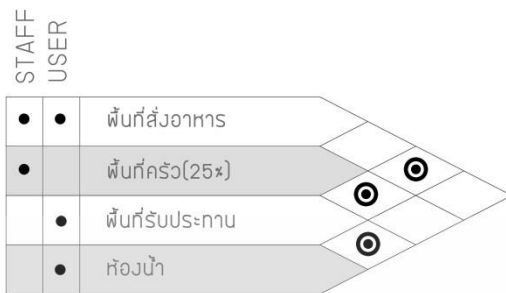 STAFF
USER
พื้นที่สั่งอาหาร
พื้นที่ครัว(25%)
พื้นที่รับประทาน
ห้องน้ำ